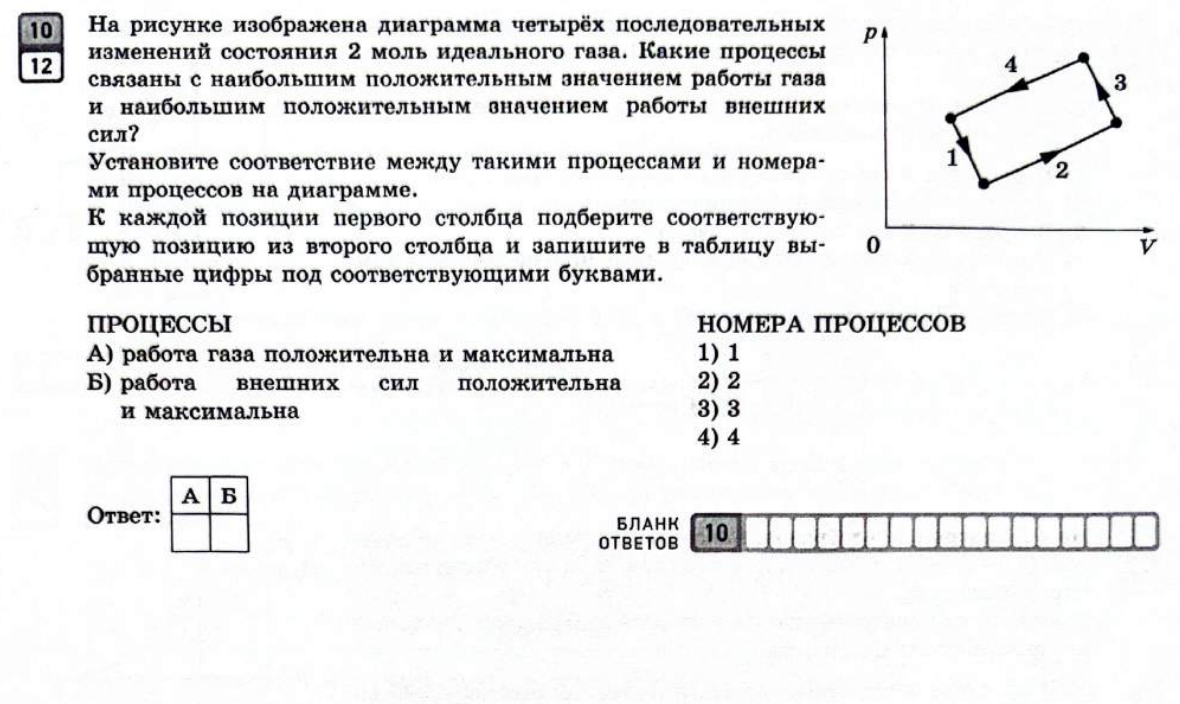 10
12
На рисунке изображена диаграмма четырёх последовательных
изменений состояния 2 моль идеального газа. Какие процессы
связаны с наибольшим положительным значением работы газа
и наибольшим положительным значением работы внешних
сил?
Установите соответствие между такими процессами и номера-
ми процессов на диаграмме.
К каждой позиции первого столбца подберите соответствую-
щую позицию из второго столбца и запишите в таблицу вы-
бранные цифры под соответствующими буквами.
p
4
3
1
2
0
V
ПРОЦЕССЫ
А) работа газа положительна и максимальна
Б) работа внешних сил положительна
и максимальна
НОМЕРА ПРОЦЕССОВ
1) 1
2) 2
3) 3
4) 4
Ответ:
А Б
БЛАНК
ОТВЕТОВ
10